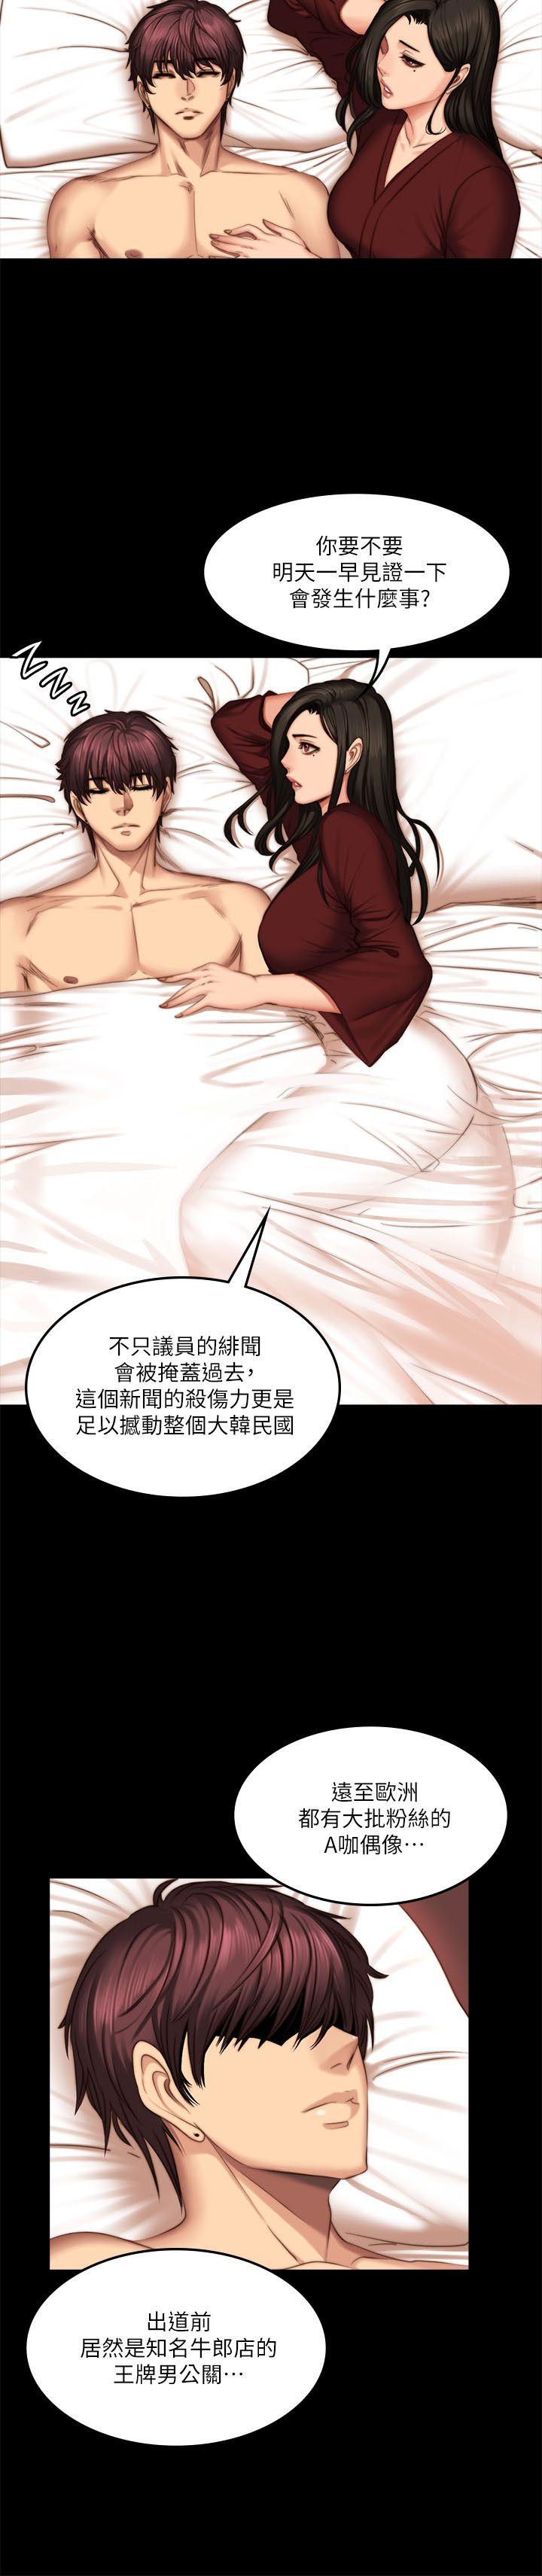 你要不要
明天一早見證一下
會發生什麼事?
ZZZ
不只議員的緋聞
會被掩蓋過去,
這個新聞的殺傷力更是
足以撼動整個大韓民國
遠至歐洲
都有大批粉絲的
A咖偶像…
出道前
居然是知名牛郎店的
王牌男公關…